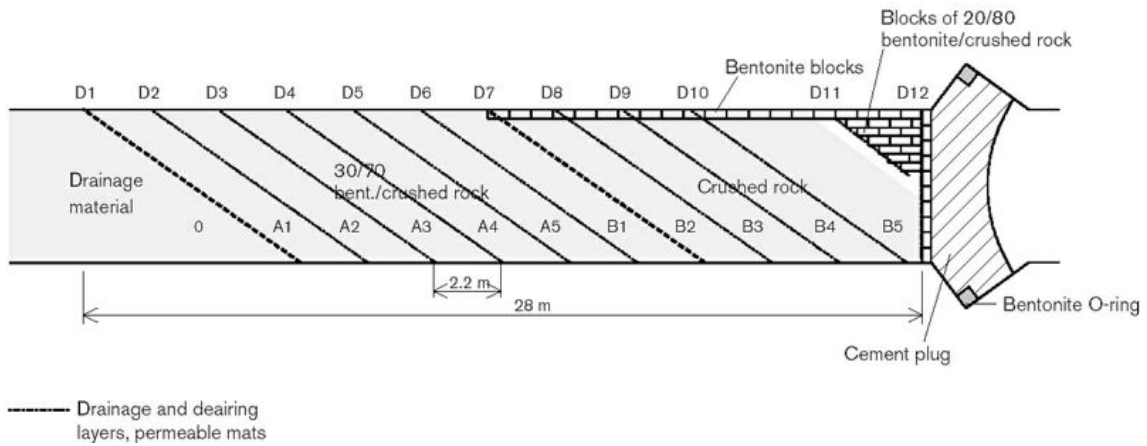 Blocks of 20/80
bentonite/crushed rock
Bentonite blocks
D1 D2 D3 D4 D5 D6 D7 D8 D9 D10 D11 D12
30/70
bent./crushed rock
Crushed rock
Drainage
material
0 A1 A2 A3 A4 A5 B1 B2 B3 B4 B5
2.2 m
28 m
Bentonite O-ring
Cement plug
Drainage and deairing
layers, permeable mats